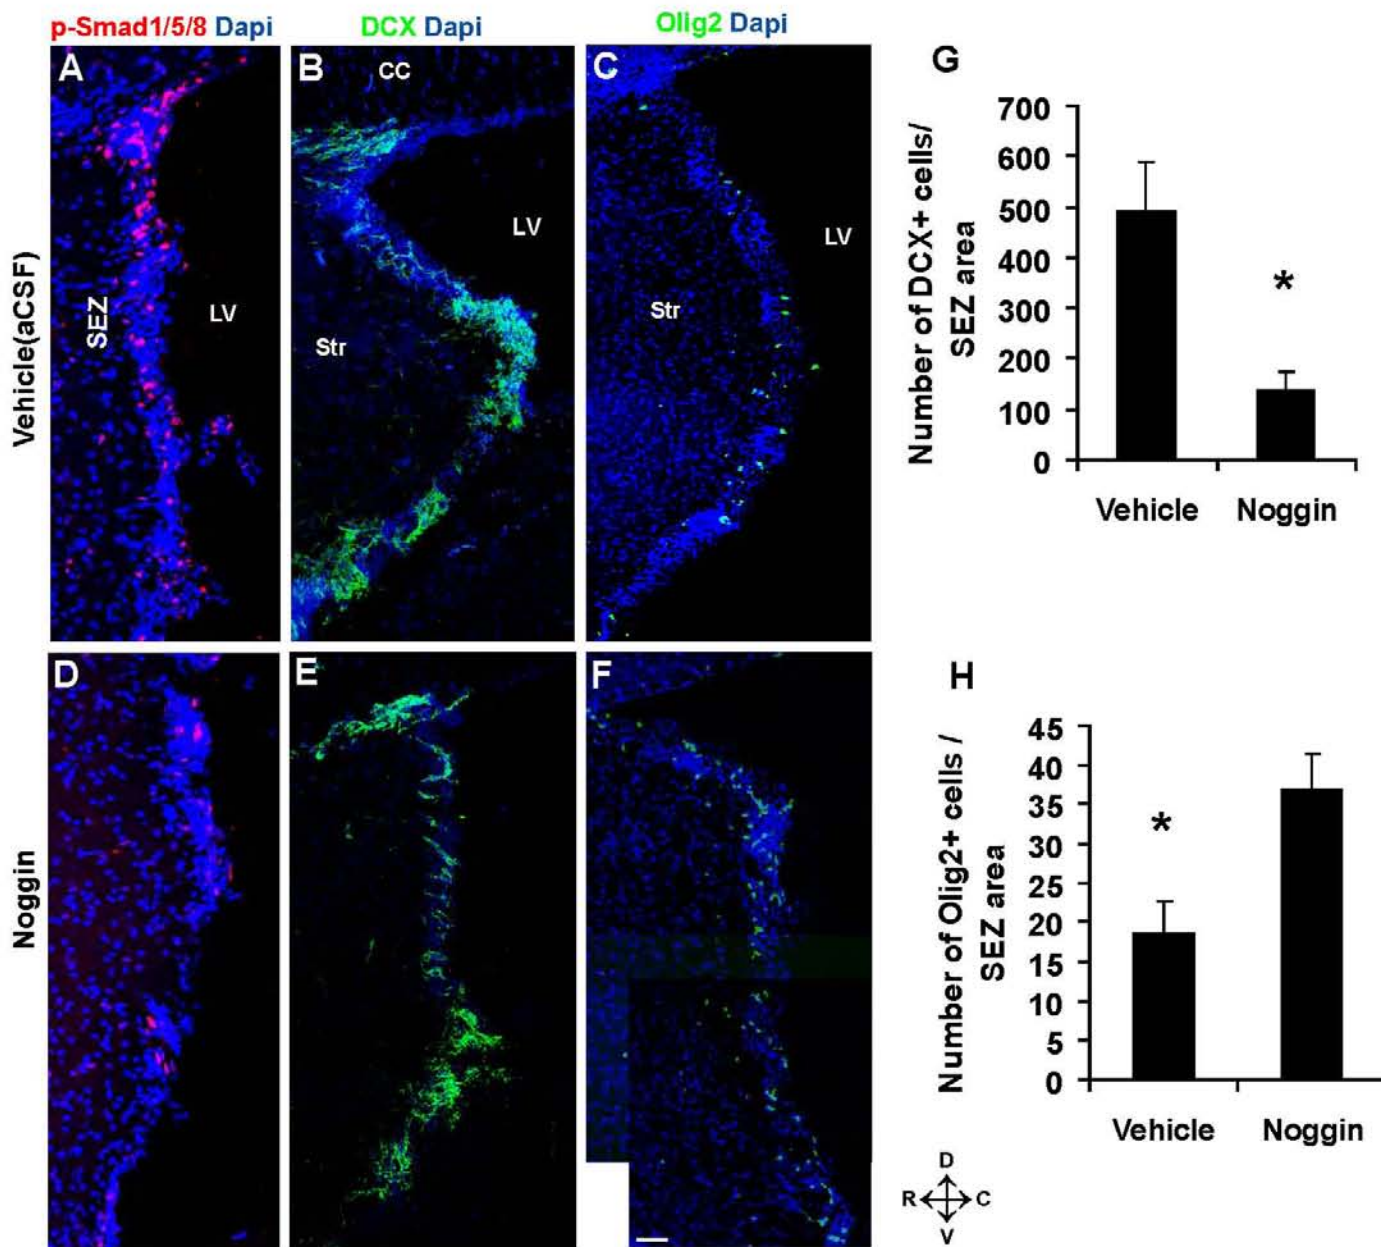 p-Smad1/5/8 Dapi
DCX Dapi
Olig2 Dapi
Vehicle(aCSF)
A
SEZ
LV
B
CC
LV
Str
C
LV
Str
G
Number of DCX+ cells/
SEZ area
700
600
500
400
300
200
100
0
*
Vehicle
Noggin
Noggin
D
E
F
H
Number of Olig2+ cells /
SEZ area
45
40
35
30
25
20
15
10
5
0
*
Vehicle
Noggin
D
R
C
V